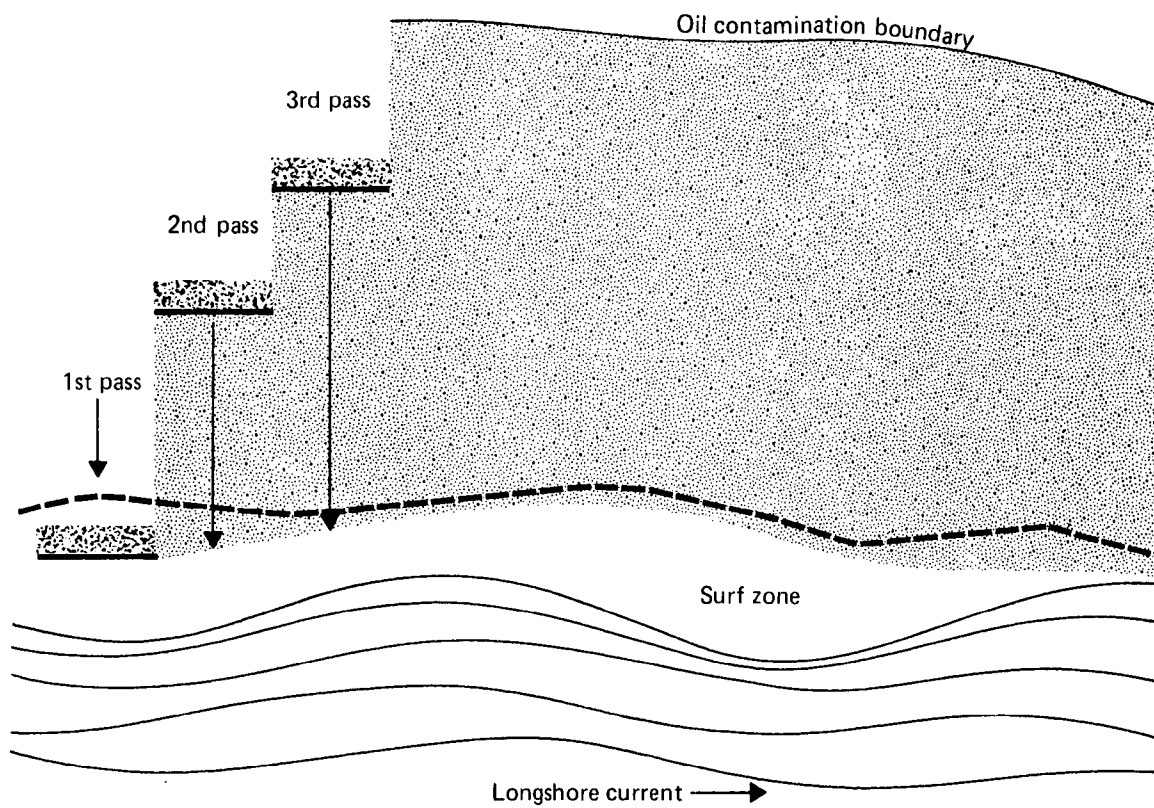 Oil contamination boundary
3rd pass
2nd pass
1st pass
Surf zone
Longshore current